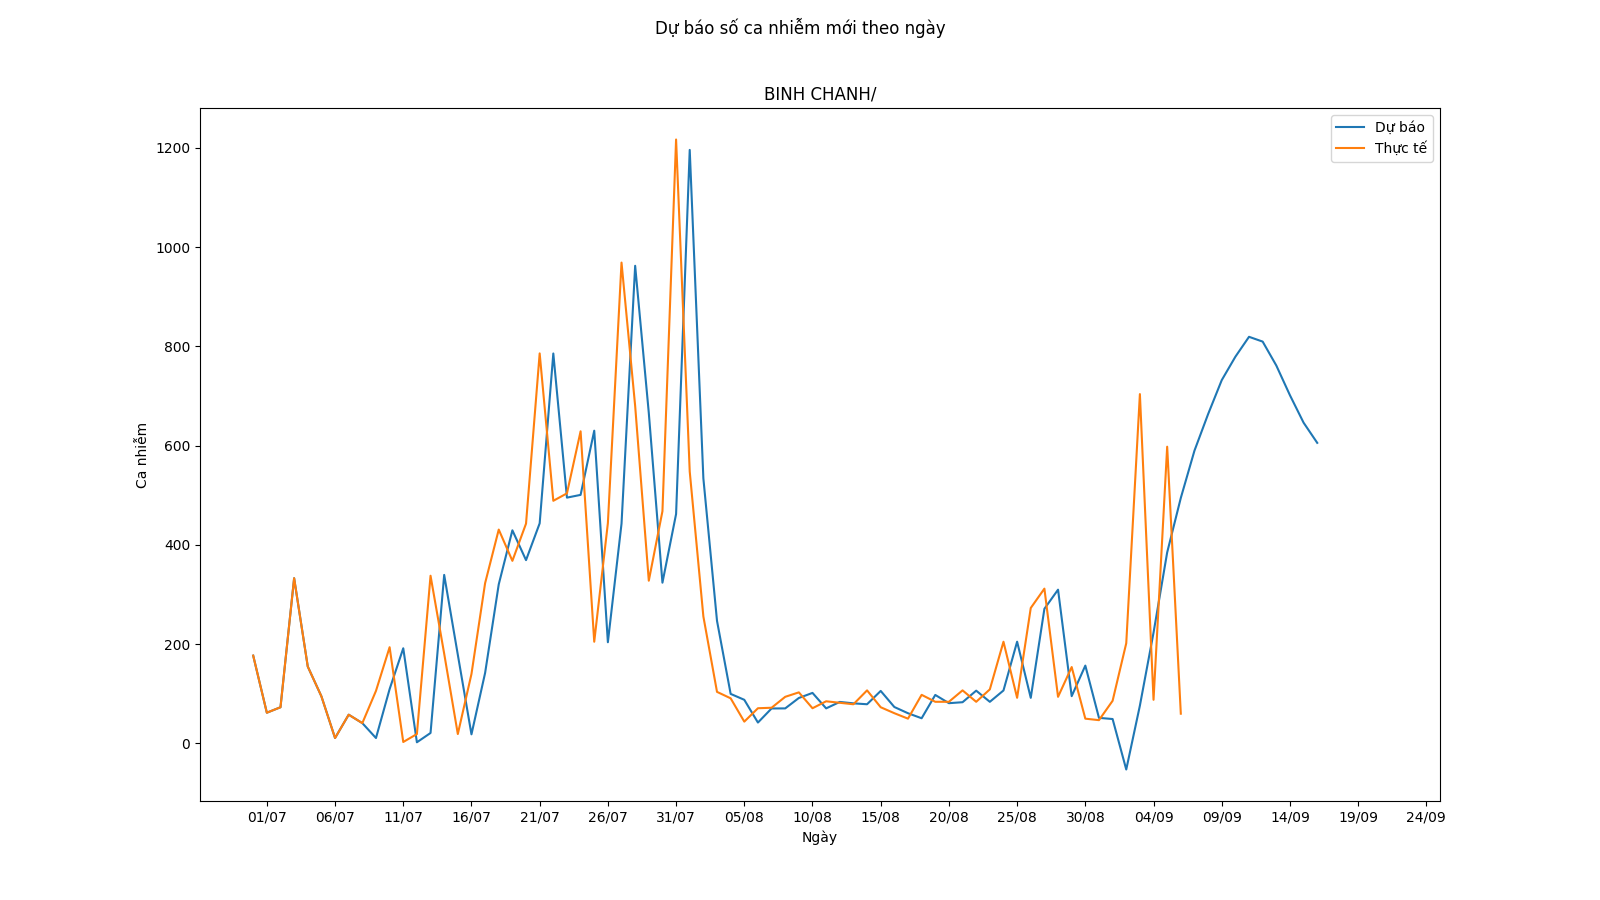 Dự báo số ca nhiễm mới theo ngày
BINH CHANH/
Dự báo
Thực tế
1200
1000
800
600
400
200
0
Ca nhiễm
01/07 06/07 11/07 16/07 21/07 26/07 31/07 05/08 10/08 15/08 20/08 25/08 30/08 04/09 09/09 14/09 19/09 24/09
Ngày